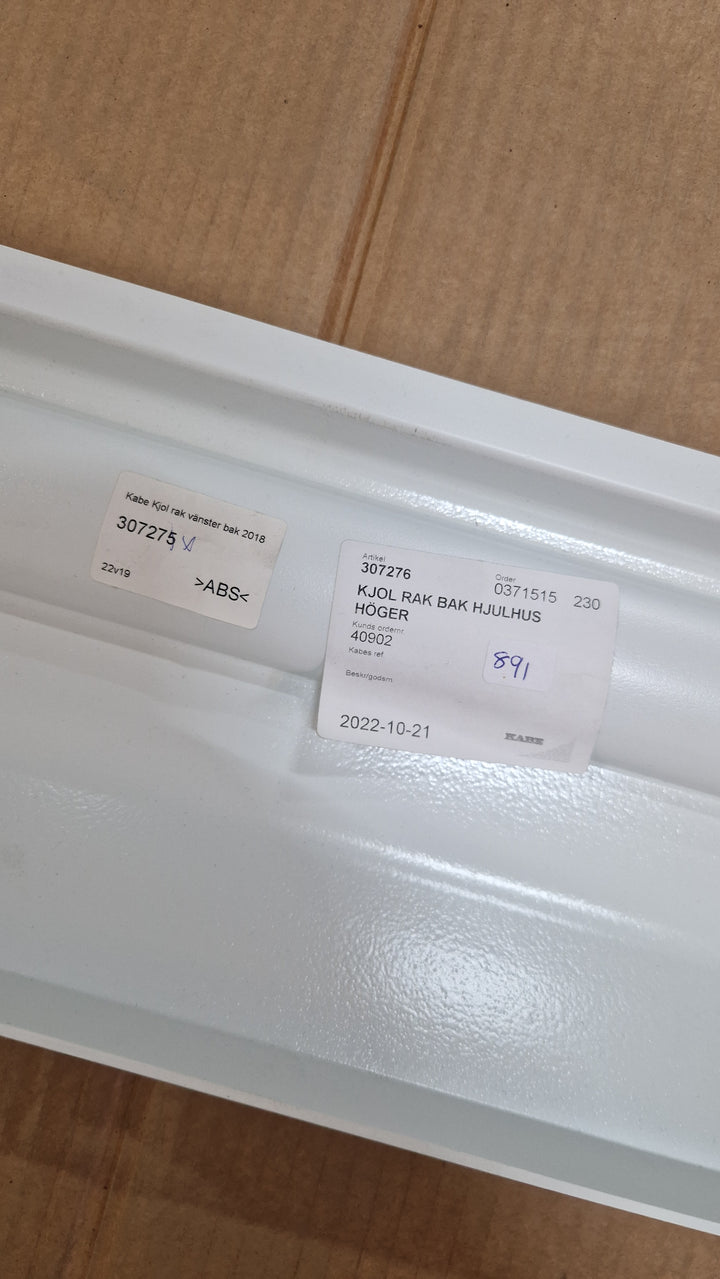 Kabe Kjol rak vänster bak 2018
307275
22v19
>ABS<
Artikel
307276
Order
0371515 230
KJOL RAK BAK HJULHUS
HÖGER
Kunds ordernr.
40902
Kabes ref.
891
Beskr/godsm.
2022-10-21
KABE